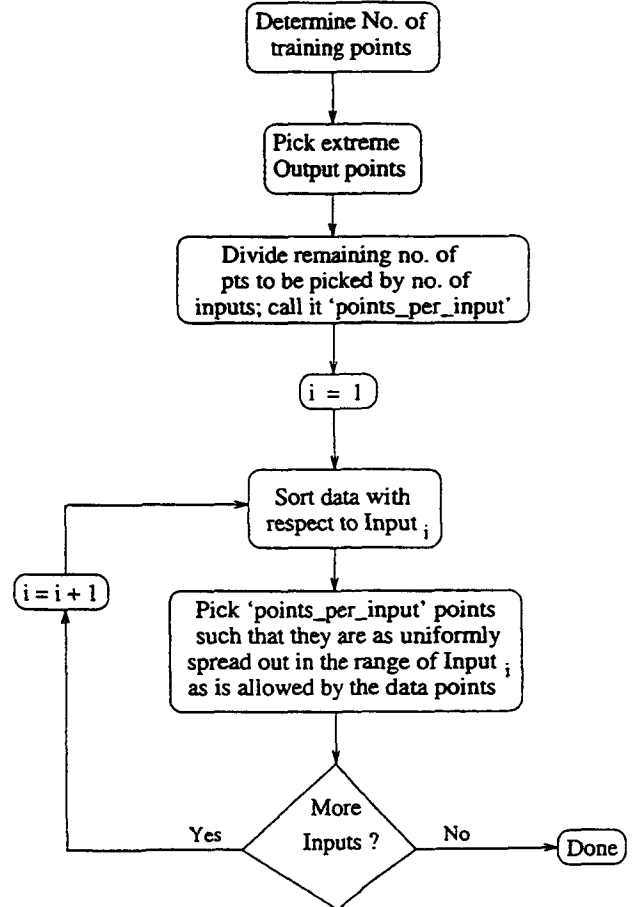 Determine No. of
training points
Pick extreme
Output points
Divide remaining no. of
pts to be picked by no. of
inputs; call it ‘points_per_input’
i = 1
Sort data with
respect to Input i
i = i + 1
Pick ‘points_per_input’ points
such that they are as uniformly
spread out in the range of Input i
as is allowed by the data points
More
Inputs ?
Yes
No
Done